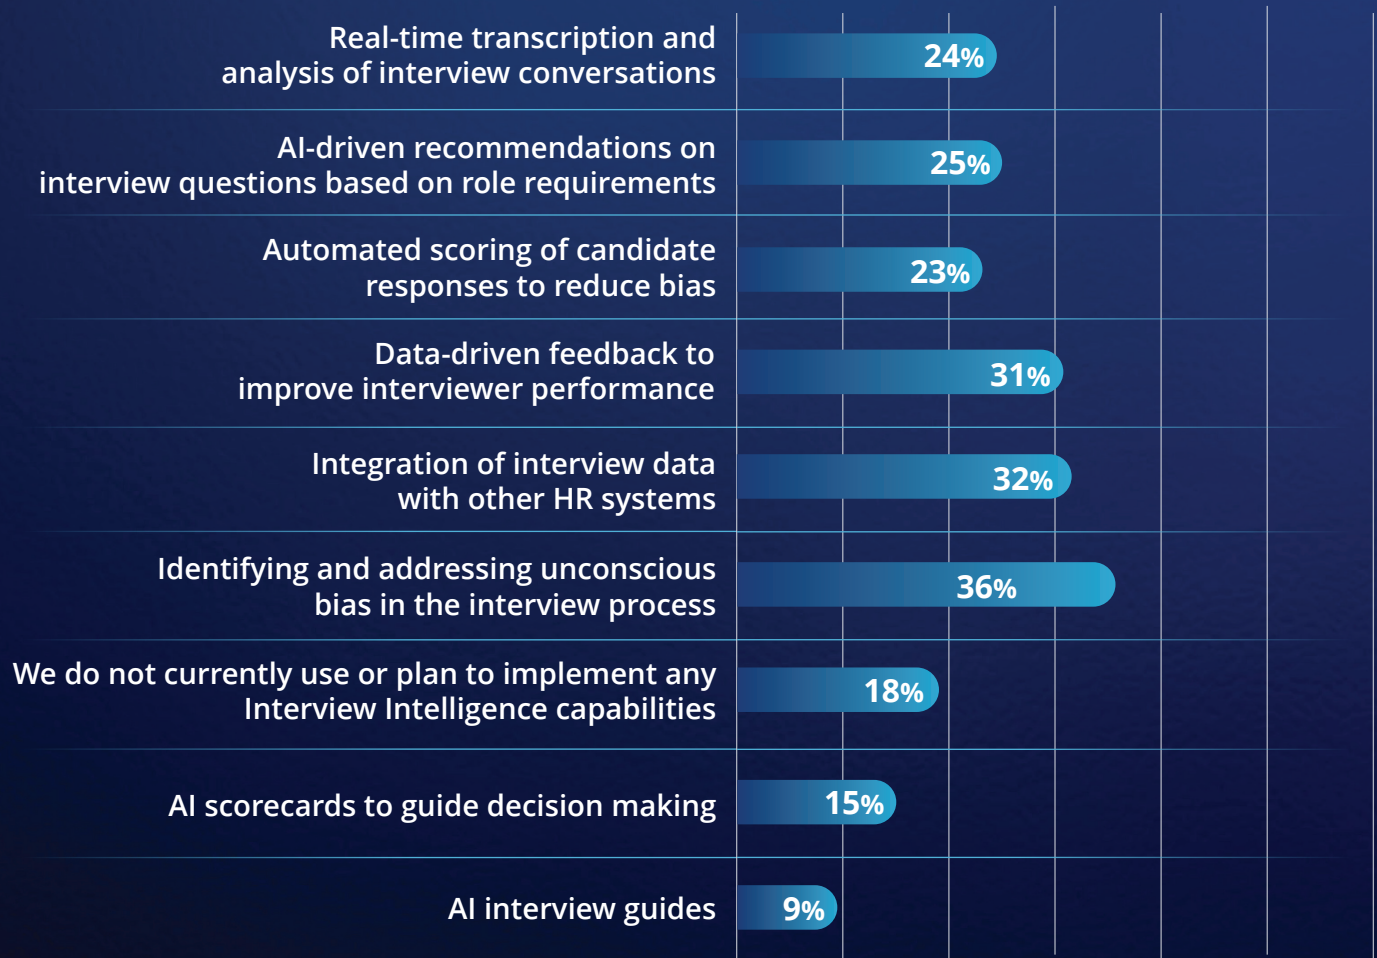 Real-time transcription and
analysis of interview conversations
24%
AI-driven recommendations on
interview questions based on role requirements
25%
Automated scoring of candidate
responses to reduce bias
23%
Data-driven feedback to
improve interviewer performance
31%
Integration of interview data
with other HR systems
32%
Identifying and addressing unconscious
bias in the interview process
36%
We do not currently use or plan to implement any
Interview Intelligence capabilities
18%
AI scorecards to guide decision making
15%
AI interview guides
9%